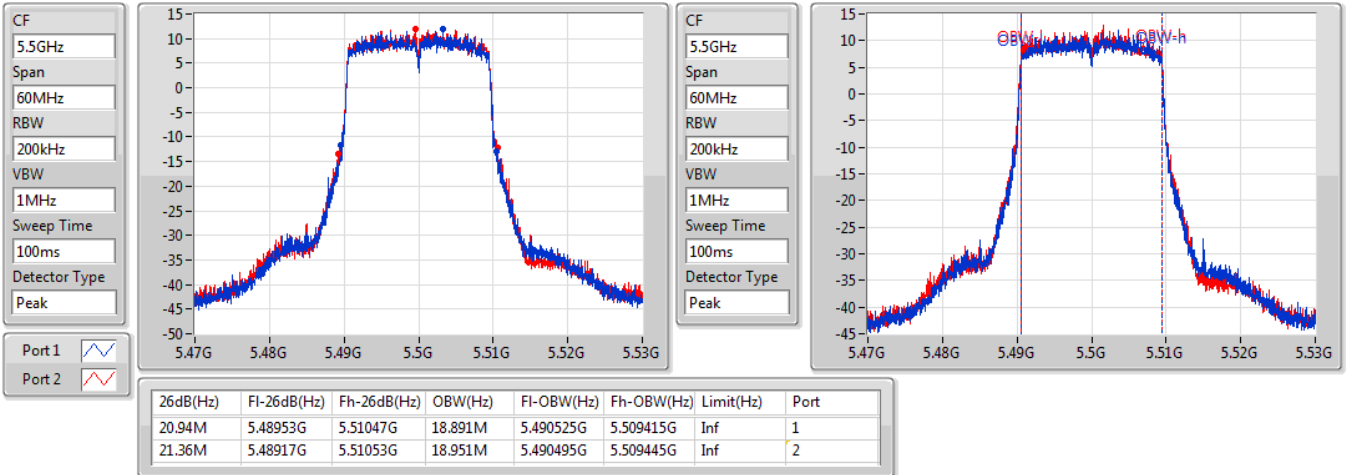 CF
5.5GHz
Span
60MHz
RBW
200kHz
VBW
1MHz
Sweep Time
100ms
Detector Type
Peak
Port 1
Port 2
15-
10-
5-
0-
-5-
-10-
-15-
-20-
-25-
-30-
-35-
-40-
-45-
-50-
5.47G 5.48G 5.49G 5.5G 5.51G 5.52G 5.53G
CF
5.5GHz
Span
60MHz
RBW
200kHz
VBW
1MHz
Sweep Time
100ms
Detector Type
Peak
15-
10-
5-
0-
-5-
-10-
-15-
-20-
-25-
-30-
-35-
-40-
-45-
OBW-h
5.47G 5.48G 5.49G 5.5G 5.51G 5.52G 5.53G
26dB(Hz) Fl-26dB(Hz) Fh-26dB(Hz) OBW(Hz) Fl-OBW(Hz) Fh-OBW(Hz) Limit(Hz) Port
20.94M 5.48953G 5.51047G 18.891M 5.490525G 5.509415G Inf 1
21.36M 5.48917G 5.51053G 18.951M 5.490495G 5.509445G Inf 2